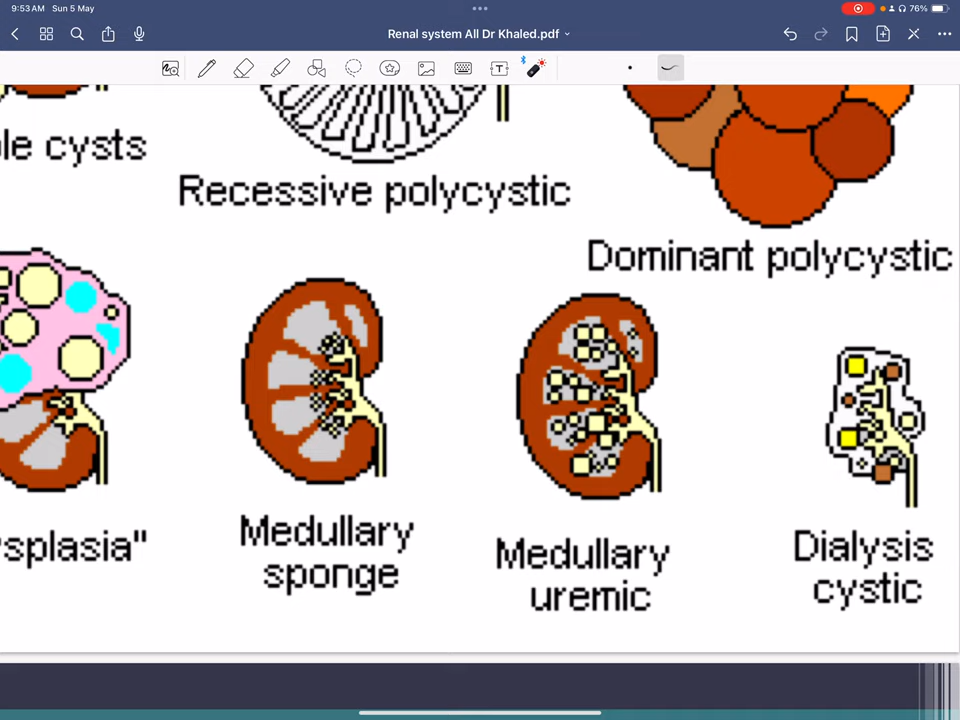 9:53 AM Sun 5 May
76%
Renal system All Dr Khaled.pdf
T
le cysts
Recessive polycystic
Dominant polycystic
splasia"
Medullary
sponge
Medullary
uremic
Dialysis
cystic